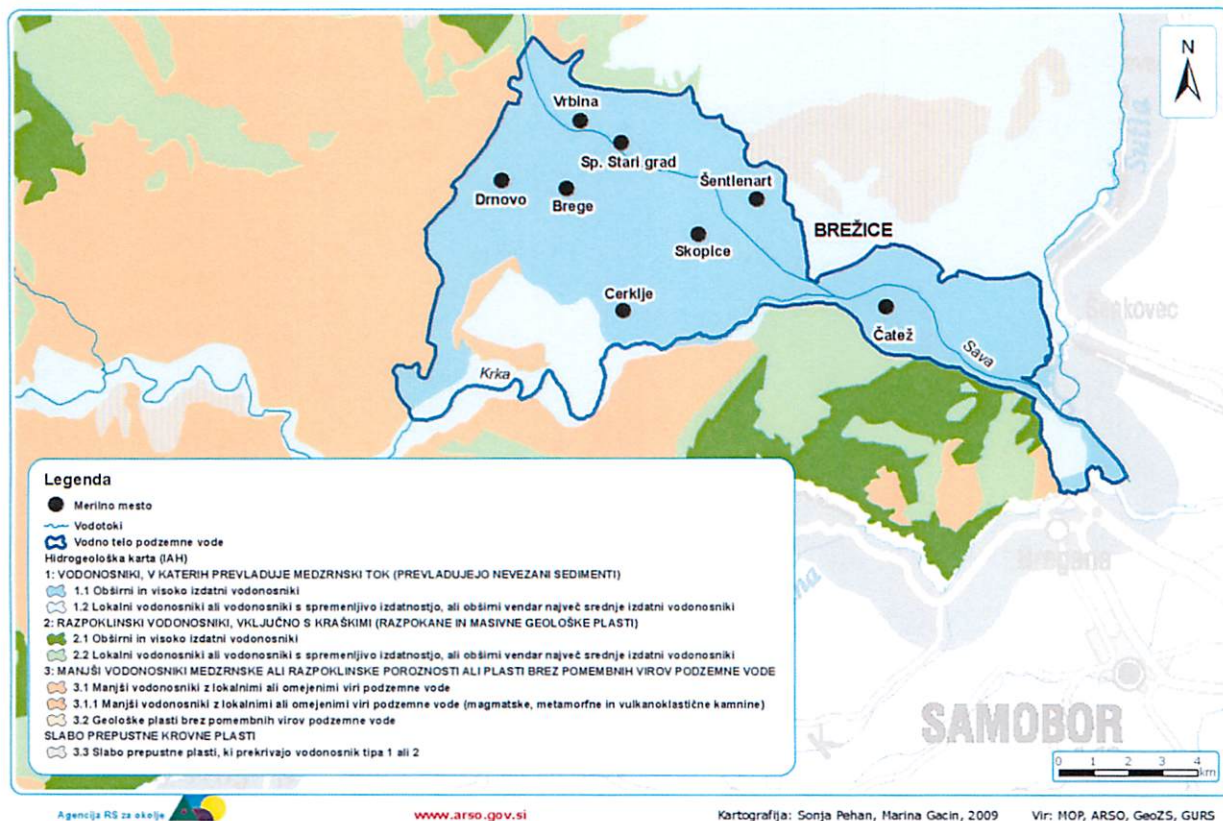 N
Sutla
Vrbina
Sp. Stari grad
Šentlenart
Drnovo
Brege
BREŽICE
Skopice
Cerklje
Čatež
Sava
Krka
Bregana
SAMOBOR
0 1 2 3 4
km
Legenda
Merilno mesto
Vodotoki
Vodno telo podzemne vode
Hidrogeološka karta (IAH)
1: VODONOSNIKI, V KATERIH PREVLADUJE MEDZRNSKI TOK (PREVLADUJEJO NEVEZANI SEDIMENTI)
1.1 Obširni in visoko izdatni vodonosniki
1.2 Lokalni vodonosniki ali vodonosniki s spremenljivo izdatnostjo, ali obširni vendar največ srednje izdatni vodonosniki
2: RAZPOKLINSKI VODONOSNIKI, VKLJUČNO S KRAŠKIMI (RAZPOKANE IN MASIVNE GEOLOŠKE PLASTI)
2.1 Obširni in visoko izdatni vodonosniki
2.2 Lokalni vodonosniki ali vodonosniki s spremenljivo izdatnostjo, ali obširni vendar največ srednje izdatni vodonosniki
3: MANJŠI VODONOSNIKI MEDZRNSKE ALI RAZPOKLINSKE POROZNOSTI ALI PLASTI BREZ POMEMBNIH VIROV PODZEMNE VODE
3.1 Manjši vodonosniki z lokalnimi ali omejenimi viri podzemne vode
3.1.1 Manjši vodonosniki z lokalnimi ali omejenimi viri podzemne vode (magmatske, metamorfne in vulkanoklastične kamnine)
3.2 Geološke plasti brez pomembnih virov podzemne vode
SLABO PREPUSTNE KROVNE PLASTI
3.3 Slabo prepustne plasti, ki prekrivajo vodonosnik tipa 1 ali 2
Agencija RS za okolje
www.arso.gov.si
Kartografija: Sonja Pehan, Marina Gacin, 2009
Vir: MOP, ARSO, GeoZS, GURS